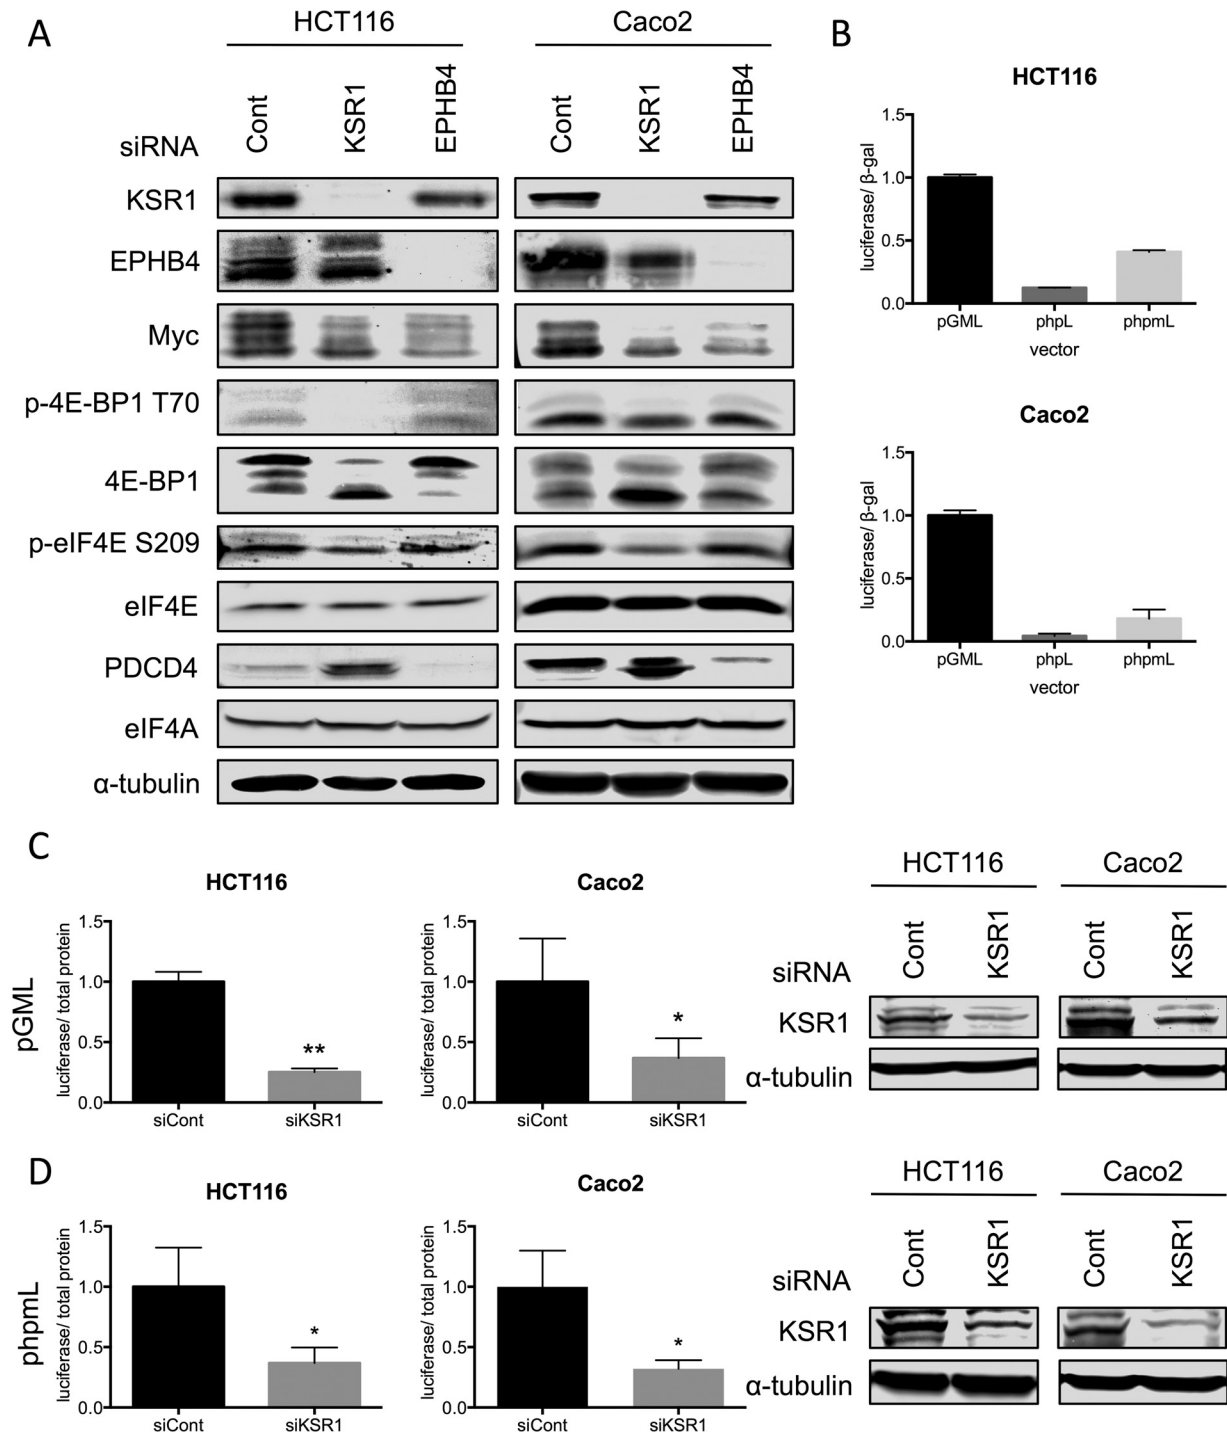 A
HCT116
Caco2
siRNA
Cont
KSR1
EPHB4
Cont
KSR1
EPHB4
KSR1
EPHB4
Myc
p-4E-BP1 T70
4E-BP1
p-eIF4E S209
eIF4E
PDCD4
eIF4A
α-tubulin
B
HCT116
luciferase/ β-gal
1.5
1.0
0.5
0.0
pGML
phpL
phpmL
vector
Caco2
luciferase/ β-gal
1.5
1.0
0.5
0.0
pGML
phpL
phpmL
vector
C
pGML
HCT116
luciferase/ total protein
1.5
1.0
0.5
0.0
**
siCont
siKSR1
Caco2
luciferase/ total protein
1.5
1.0
0.5
0.0
*
siCont
siKSR1
HCT116
Caco2
siRNA
Cont
KSR1
Cont
KSR1
KSR1
α-tubulin
D
phpmL
HCT116
luciferase/ total protein
1.5
1.0
0.5
0.0
*
siCont
siKSR1
Caco2
luciferase/ total protein
1.5
1.0
0.5
0.0
*
siCont
siKSR1
HCT116
Caco2
siRNA
Cont
KSR1
Cont
KSR1
KSR1
α-tubulin